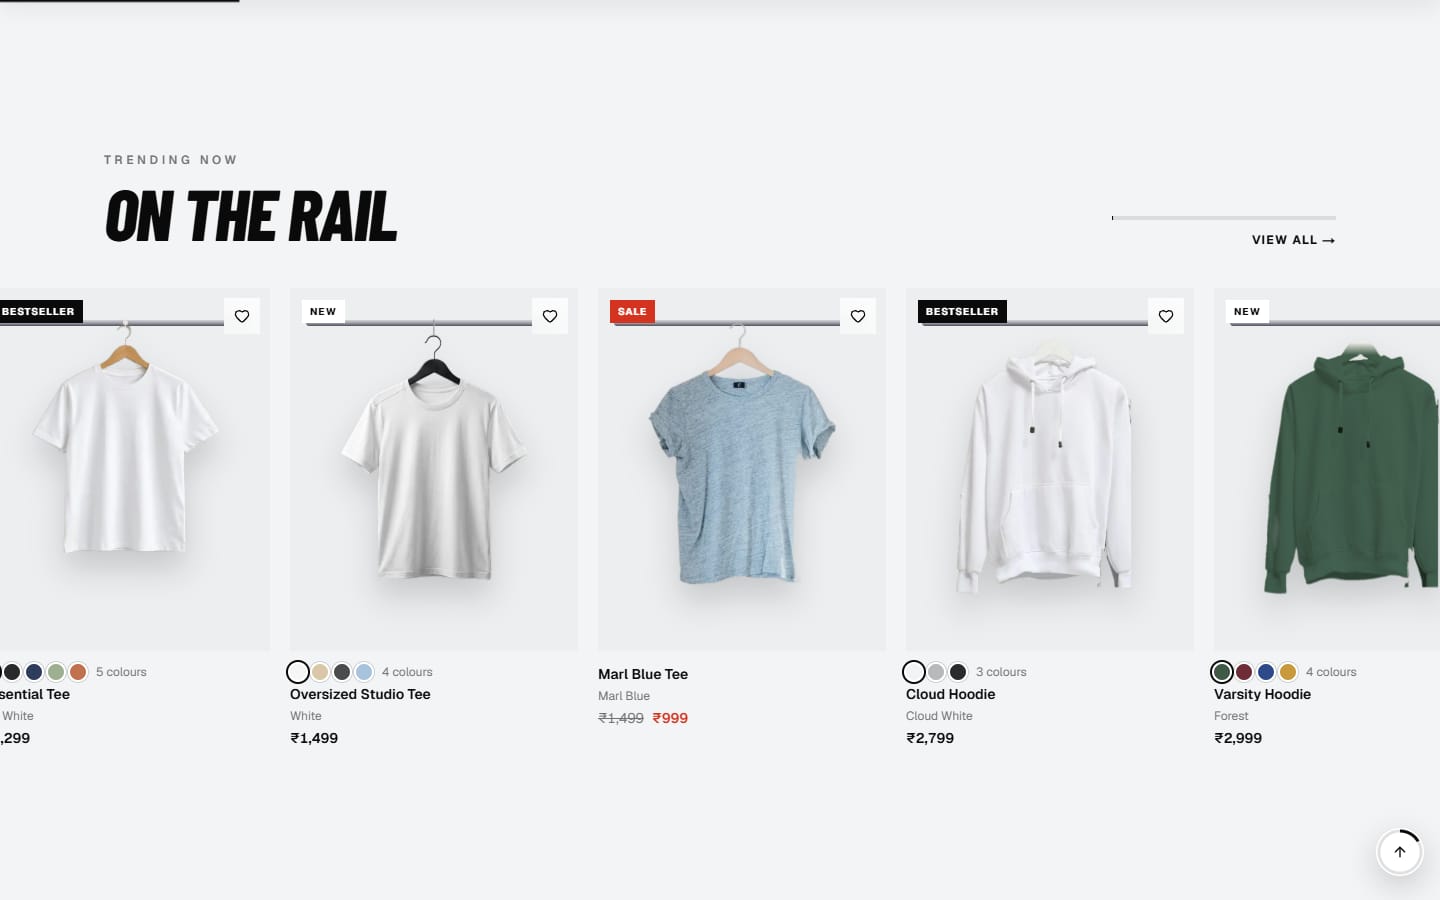 TRENDING NOW
ON THE RAIL
VIEW ALL →
BESTSELLER
NEW
SALE
BESTSELLER
NEW
5 colours
sential Tee
White
,299
4 colours
Oversized Studio Tee
White
₹1,499
Marl Blue Tee
Marl Blue
₹1,499 ₹999
3 colours
Cloud Hoodie
Cloud White
₹2,799
4 colours
Varsity Hoodie
Forest
₹2,999